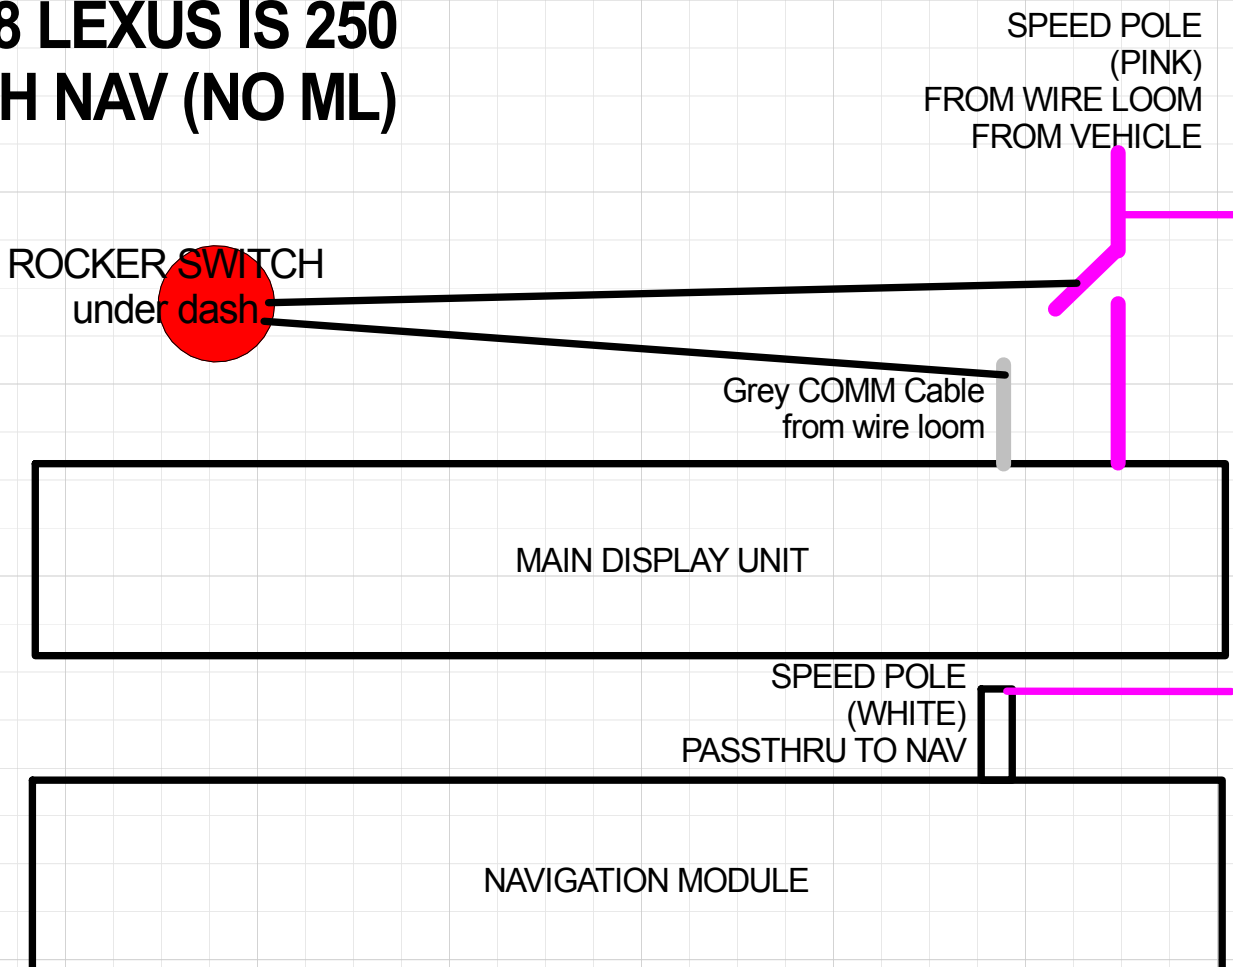 8 LEXUS IS 250
H NAV (NO ML)
SPEED POLE
(PINK)
FROM WIRE LOOM
FROM VEHICLE
ROCKER SWITCH
under dash
Grey COMM Cable
from wire loom
MAIN DISPLAY UNIT
SPEED POLE
(WHITE)
PASSTHRU TO NAV
NAVIGATION MODULE